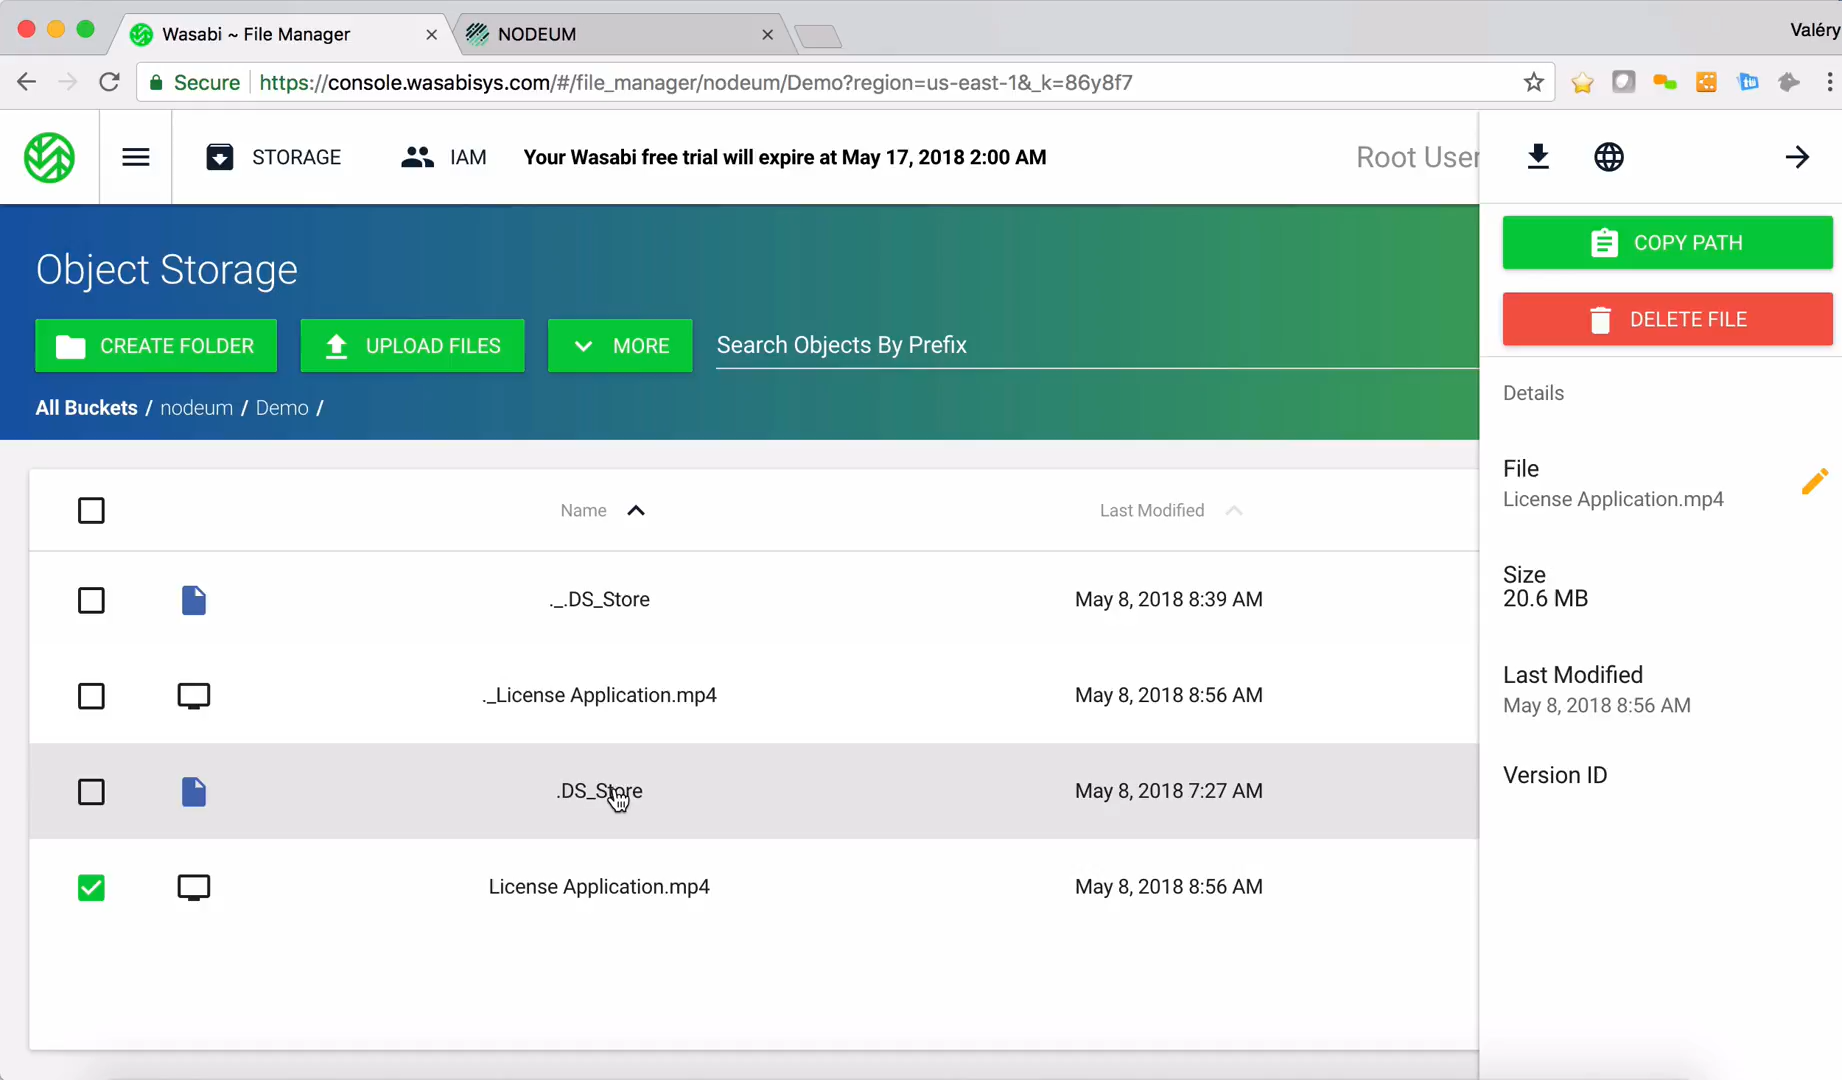 Wasabi ~ File Manager
NODEUM
Valéry
Secure
https://console.wasabisys.com/#/file_manager/nodeum/Demo?region=us-east-1&_k=86y8f7
STORAGE
IAM
Your Wasabi free trial will expire at May 17, 2018 2:00 AM
Root User
Object Storage
CREATE FOLDER
UPLOAD FILES
MORE
Search Objects By Prefix
All Buckets / nodeum / Demo /
Name
Last Modified
._.DS_Store
May 8, 2018 8:39 AM
._License Application.mp4
May 8, 2018 8:56 AM
.DS_Store
May 8, 2018 7:27 AM
License Application.mp4
May 8, 2018 8:56 AM
COPY PATH
DELETE FILE
Details
File
License Application.mp4
Size
20.6 MB
Last Modified
May 8, 2018 8:56 AM
Version ID